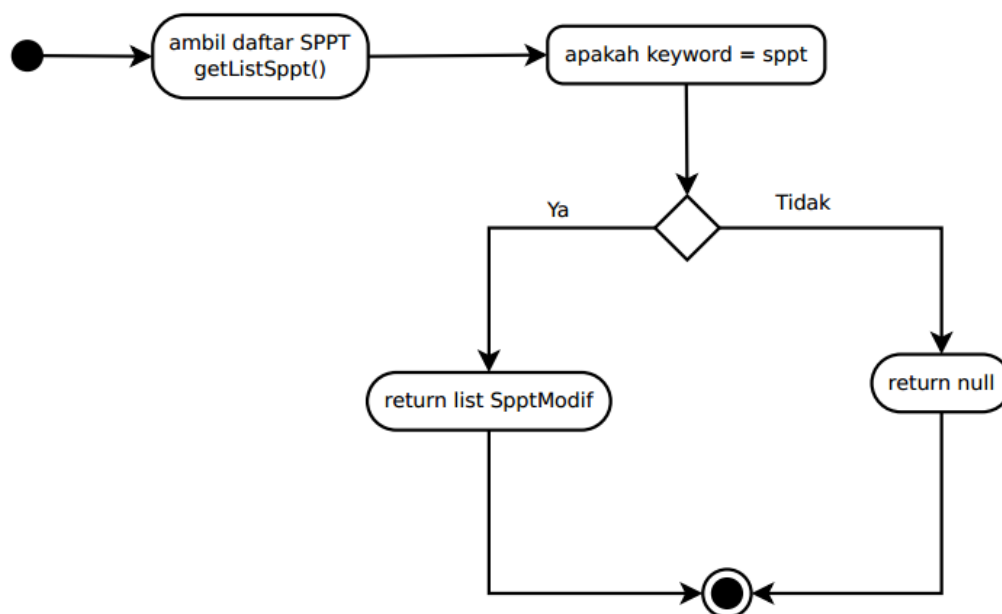 ambil daftar SPPT
getListSppt()
apakah keyword = sppt
Ya
Tidak
return list SpptModif
return null